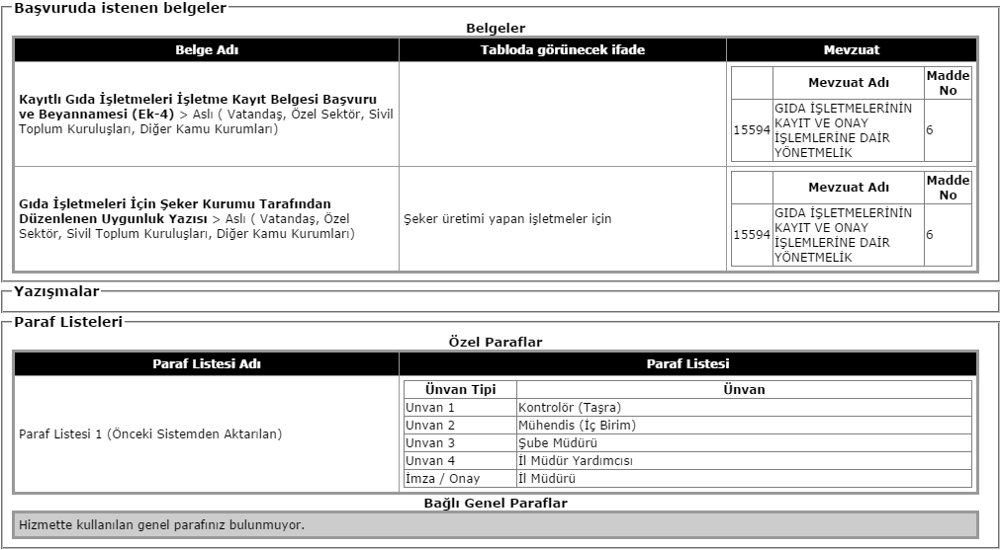 Başvuruda istenen belgeler
Belgeler
Belge Adı Tabloda görünecek ifade Mevzuat
Kayıtlı Gıda İşletmeleri İşletme Kayıt Belgesi Başvuru
ve Beyannamesi (Ek-4) > Aslı ( Vatandaş, Özel Sektör, Sivil
Toplum Kuruluşları, Diğer Kamu Kurumları)
Mevzuat Adı Madde
No
15594 GIDA İŞLETMELERİNİN
KAYIT VE ONAY
İŞLEMLERİNE DAİR
YÖNETMELİK
6
Gıda İşletmeleri İçin Şeker Kurumu Tarafından
Düzenlenen Uygunluk Yazısı > Aslı ( Vatandaş, Özel
Sektör, Sivil Toplum Kuruluşları, Diğer Kamu Kurumları)
Şeker üretimi yapan işletmeler için
Mevzuat Adı Madde
No
15594 GIDA İŞLETMELERİNİN
KAYIT VE ONAY
İŞLEMLERİNE DAİR
YÖNETMELİK
6
Yazışmalar
Paraf Listeleri
Özel Paraflar
Paraf Listesi Adı Paraf Listesi
Paraf Listesi 1 (Önceki Sistemden Aktarılan)
Ünvan Tipi Ünvan
Unvan 1 Kontrolör (Taşra)
Unvan 2 Mühendis (İç Birim)
Unvan 3 Şube Müdürü
Unvan 4 İl Müdür Yardımcısı
İmza / Onay İl Müdürü
Bağlı Genel Paraflar
Hizmette kullanılan genel parafınız bulunmuyor.